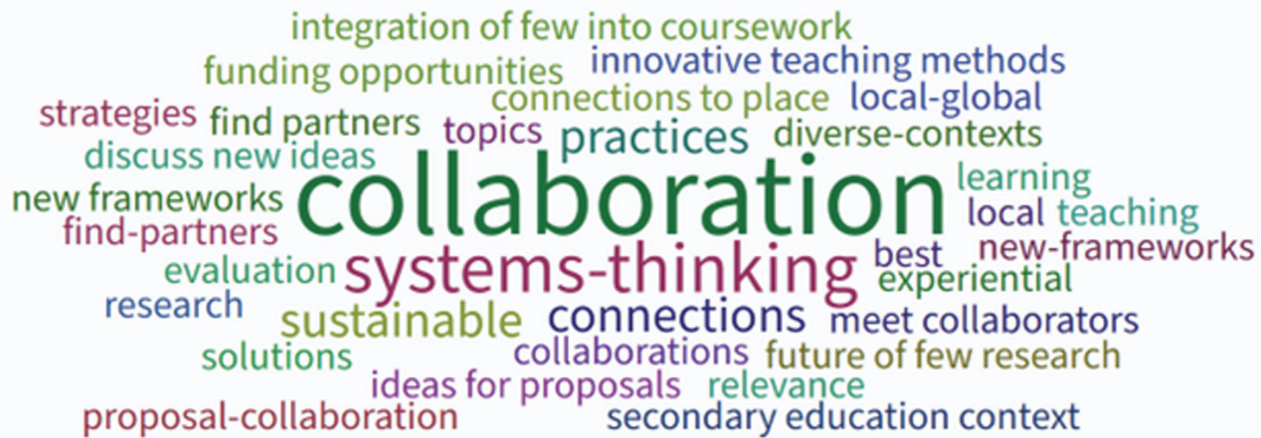 integration of few into coursework
funding opportunities innovative teaching methods
connections to place local-global
strategies find partners topics practices diverse-contexts
discuss new ideas
new frameworks collaboration learning
find-partners local teaching
evaluation systems-thinking best new-frameworks
experiential
research sustainable connections meet collaborators
solutions collaborations future of few research
ideas for proposals relevance
proposal-collaboration secondary education context